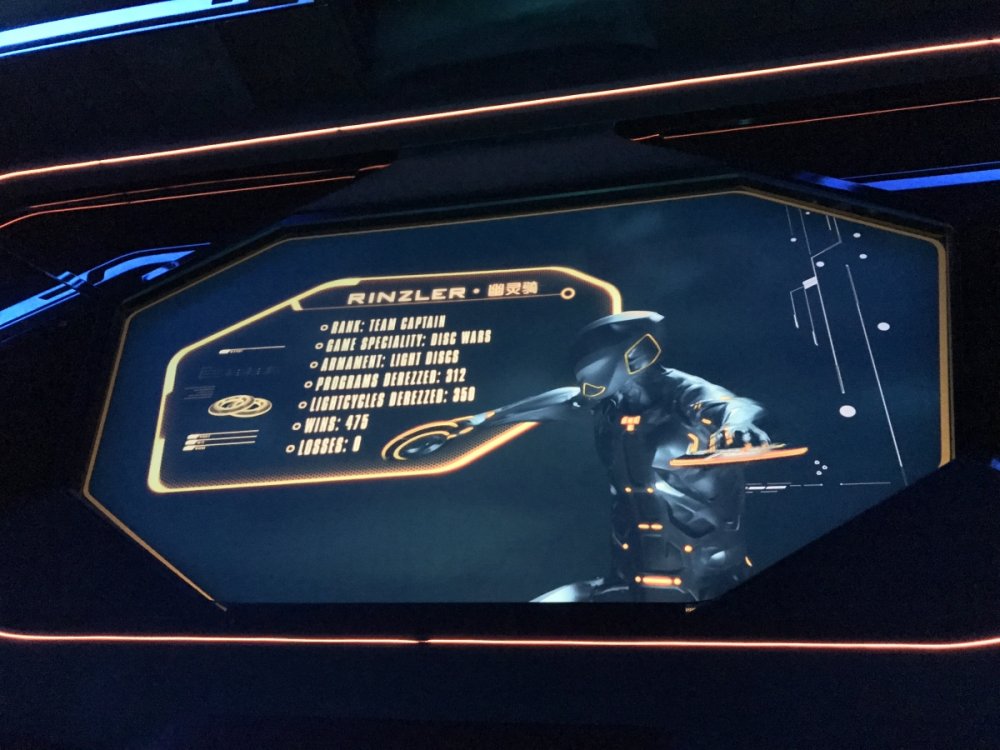 RINZLER • 幽灵骑
RANK: TEAM CAPTAIN
GAME SPECIALITY: DISC WARS
ARMAMENT: LIGHT DISCS
PROGRAMS DEREZZED: 312
LIGHTCYCLES DEREZZED: 358
WINS: 475
LOSSES: 0